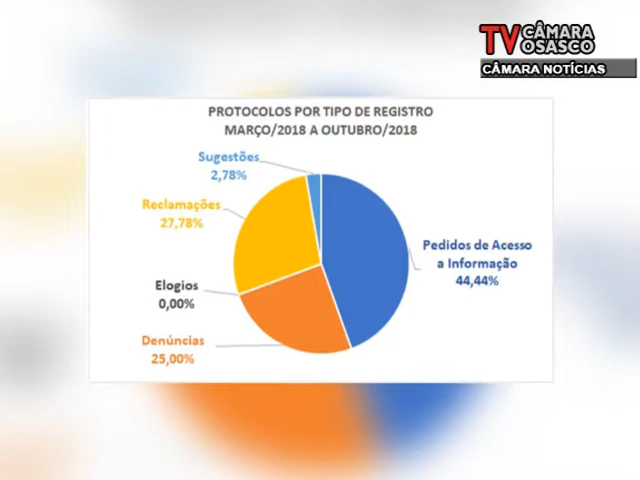 TV CÂMARA
OSASCO
CÂMARA NOTÍCIAS
PROTOCOLOS POR TIPO DE REGISTRO
MARÇO/2018 A OUTUBRO/2018
Sugestões
2,78%
Reclamações
27,78%
Pedidos de Acesso
a Informação
44,44%
Elogios
0,00%
Denúncias
25,00%